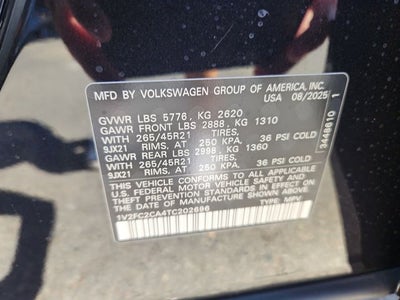 MFD BY VOLKSWAGEN GROUP OF AMERICA, INC.
USA 08/2025
GVWR LBS 5776, KG 2620
GAWR FRONT LBS 2888, KG 1310
WITH 265/45R21 TIRES,
9JX21 RIMS, AT 250 KPA, 36 PSI COLD
GAWR REAR LBS 2998, KG 1360
WITH 265/45R21 TIRES,
9JX21 RIMS, AT 250 KPA, 36 PSI COLD
THIS VEHICLE CONFORMS TO ALL APPLICABLE
U.S. FEDERAL MOTOR VEHICLE SAFETY AND
THEFT PREVENTION STANDARDS IN EFFECT ON THE
DATE OF MANUFACTURE SHOWN ABOVE.
1V2FC2CA4TC202696 TYPE: MPV
3448610 1